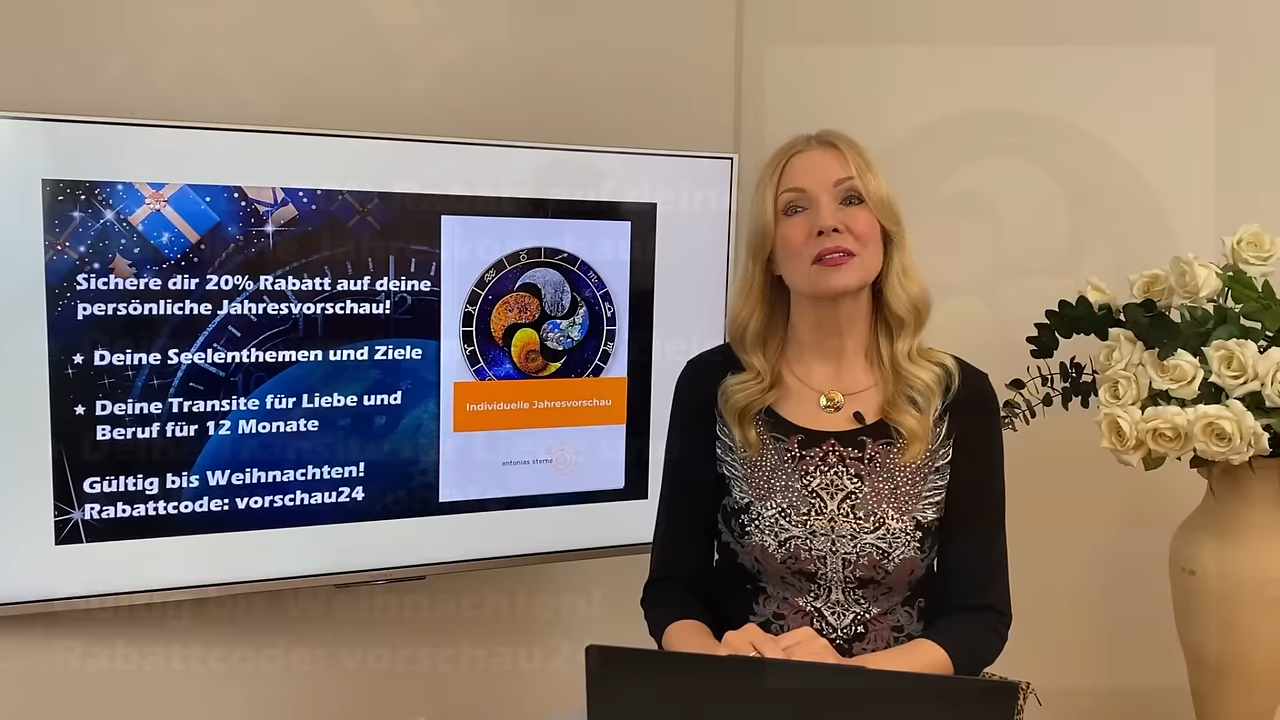 Sichere dir 20% Rabatt auf deine
persönliche Jahresvorschau!
Deine Seelenthemen und Ziele
Deine Transite für Liebe und
Beruf für 12 Monate
Gültig bis Weihnachten!
Rabattcode: vorschau24
Individuelle Jahresvorschau
antonias sterne